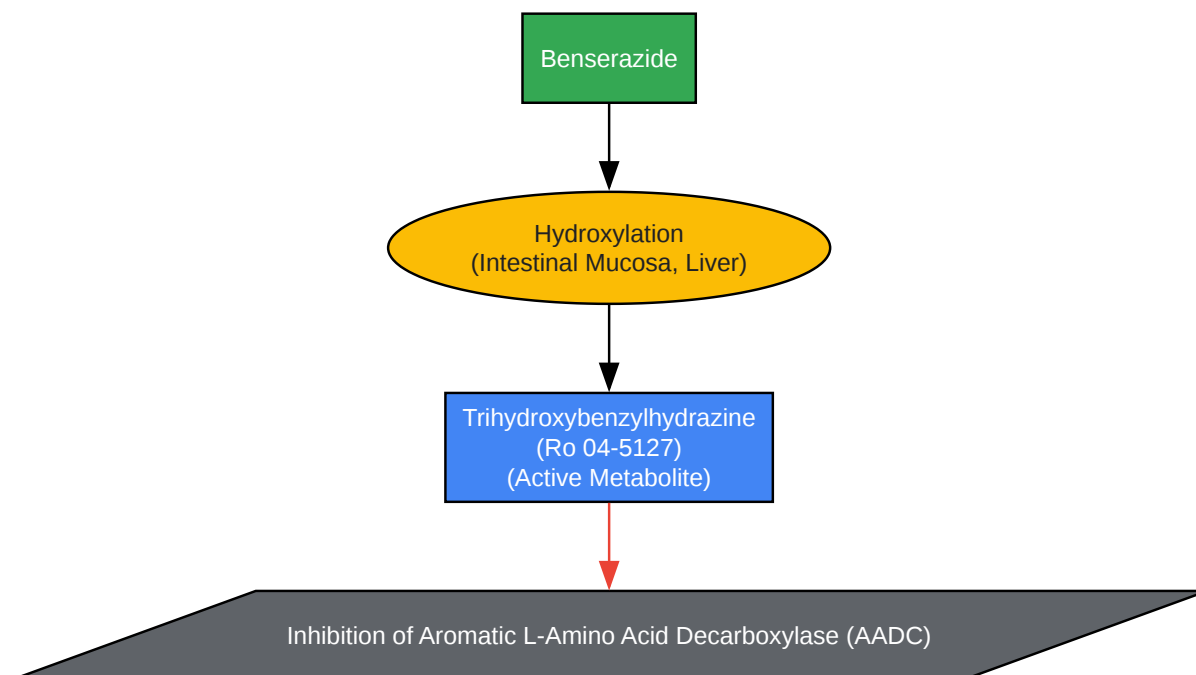 Benserazide
Hydroxylation
(Intestinal Mucosa, Liver)
Trihydroxybenzylhydrazine
(Ro 04-5127)
(Active Metabolite)
Inhibition of Aromatic L-Amino Acid Decarboxylase (AADC)